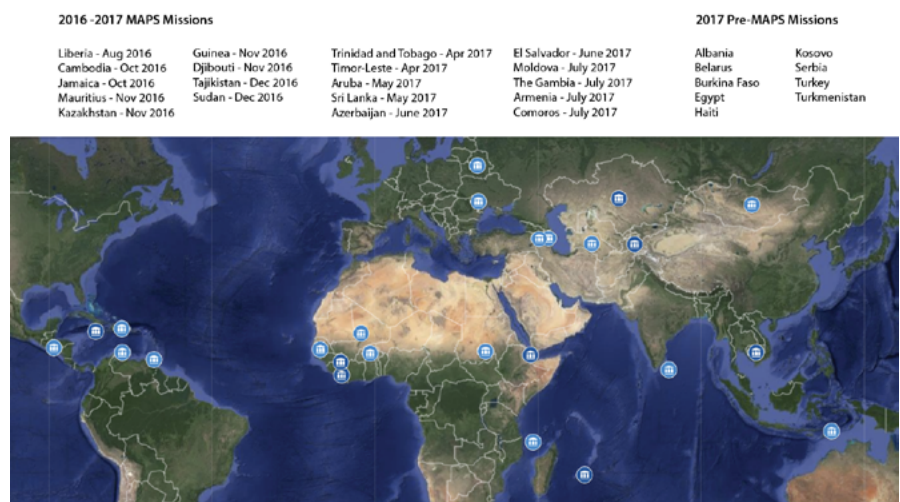 2016 -2017 MAPS Missions
Liberia - Aug 2016
Cambodia - Oct 2016
Jamaica - Oct 2016
Mauritius - Nov 2016
Kazakhstan - Nov 2016
Guinea - Nov 2016
Djibouti - Nov 2016
Tajikistan - Dec 2016
Sudan - Dec 2016
Trinidad and Tobago - Apr 2017
Timor-Leste - Apr 2017
Aruba - May 2017
Sri Lanka - May 2017
Azerbaijan - June 2017
El Salvador - June 2017
Moldova - July 2017
The Gambia - July 2017
Armenia - July 2017
Comoros - July 2017
2017 Pre-MAPS Missions
Albania
Belarus
Burkina Faso
Egypt
Haiti
Kosovo
Serbia
Turkey
Turkmenistan